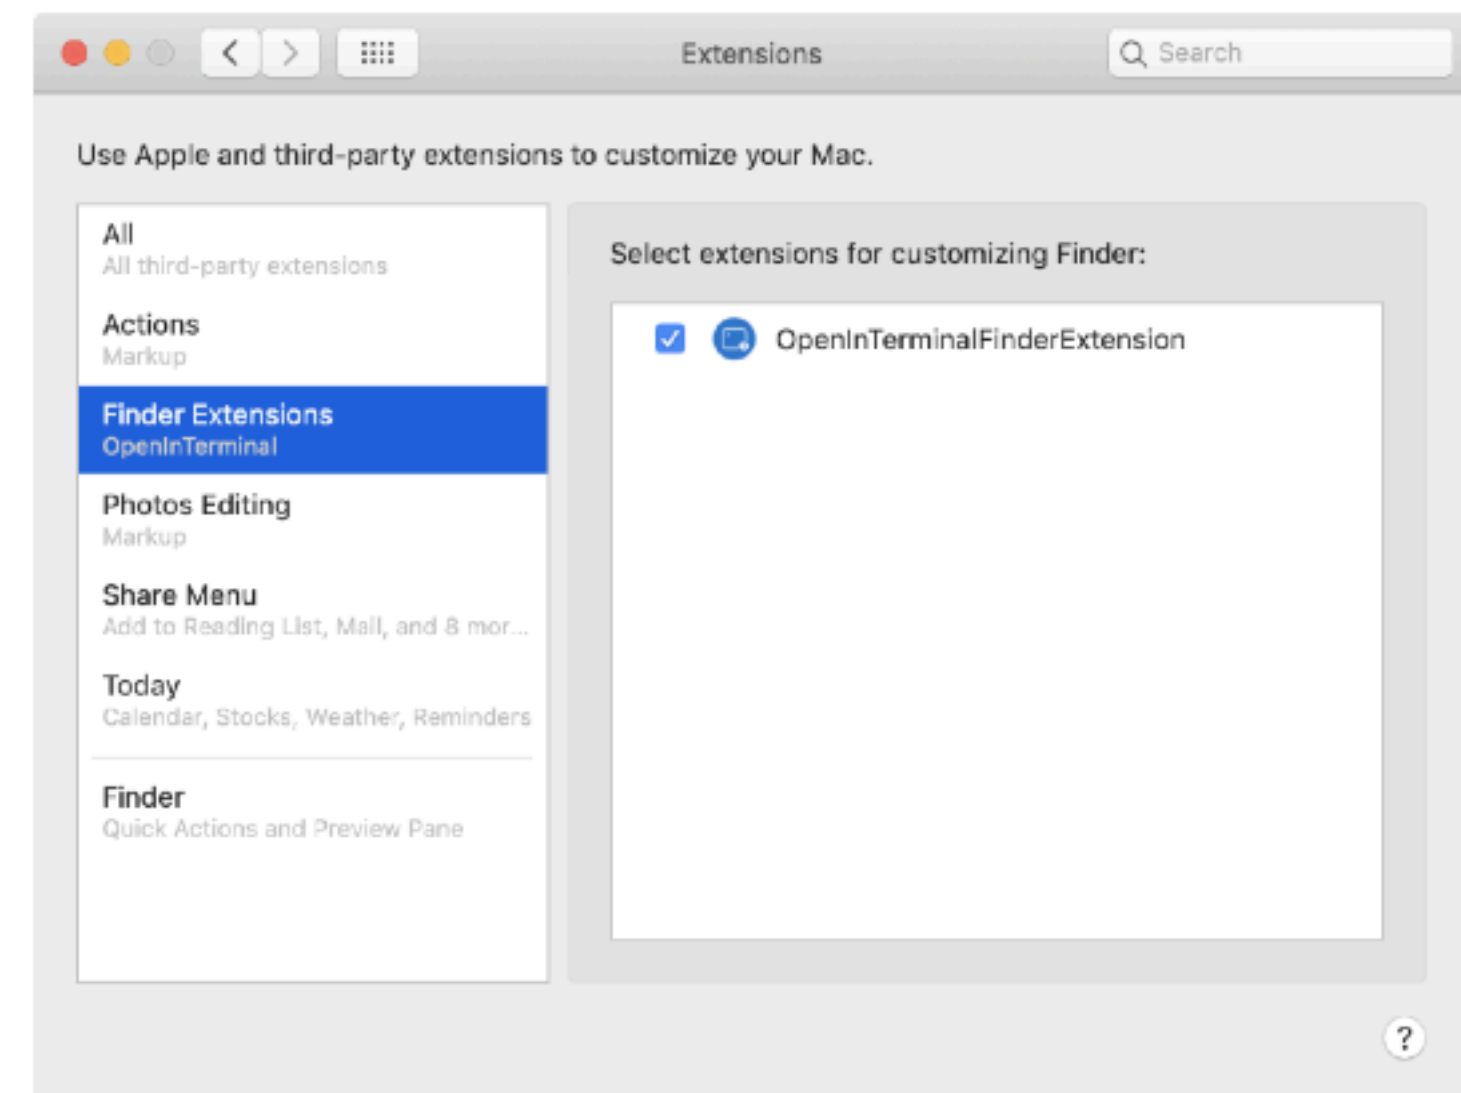 Extensions
Search
Use Apple and third-party extensions to customize your Mac.
All
All third-party extensions
Actions
Markup
Finder Extensions
OpenInTerminal
Photos Editing
Markup
Share Menu
Add to Reading List, Mail, and 8 mor...
Today
Calendar, Stocks, Weather, Reminders
Finder
Quick Actions and Preview Pane
Select extensions for customizing Finder:
OpenInTerminalFinderExtension
?